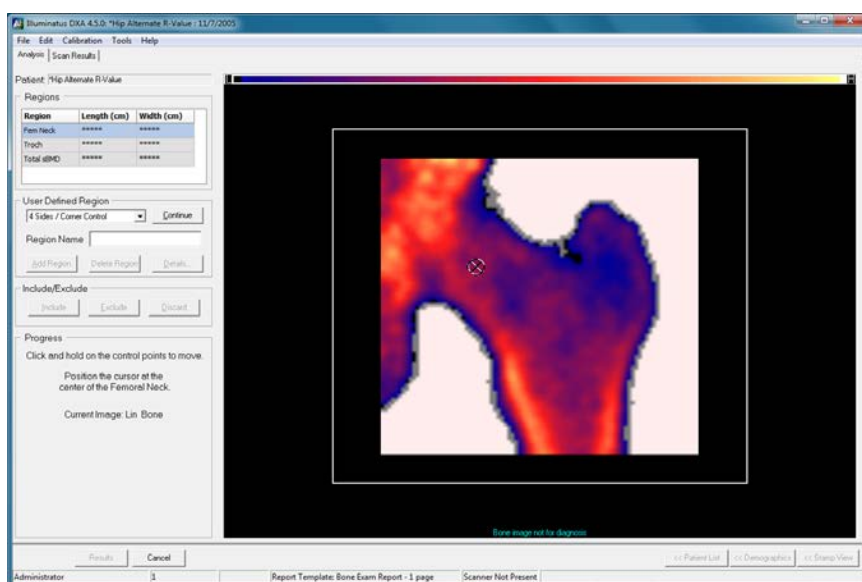 Illuminatus DXA 4.5.0: *Hip Alternate R-Value : 11/7/2005
File Edit Calibration Tools Help
Analysis Scan Results
Patient: *Hip Alternate R-Value
Regions
Region Length (cm) Width (cm)
Fem Neck ***** *****
Troch ***** *****
Total sBMD ***** *****
User Defined Region
4 Sides / Corner Control Continue
Region Name
Add Region Delete Region Details...
Include/Exclude
Include Exclude Discard
Progress
Click and hold on the control points to move.
Position the cursor at the
center of the Femoral Neck.
Current Image: Lin Bone
Bone image not for diagnosis
Results Cancel << Patient List << Demographics << Stamp View
Administrator 1 Report Template: Bone Exam Report - 1 page Scanner Not Present